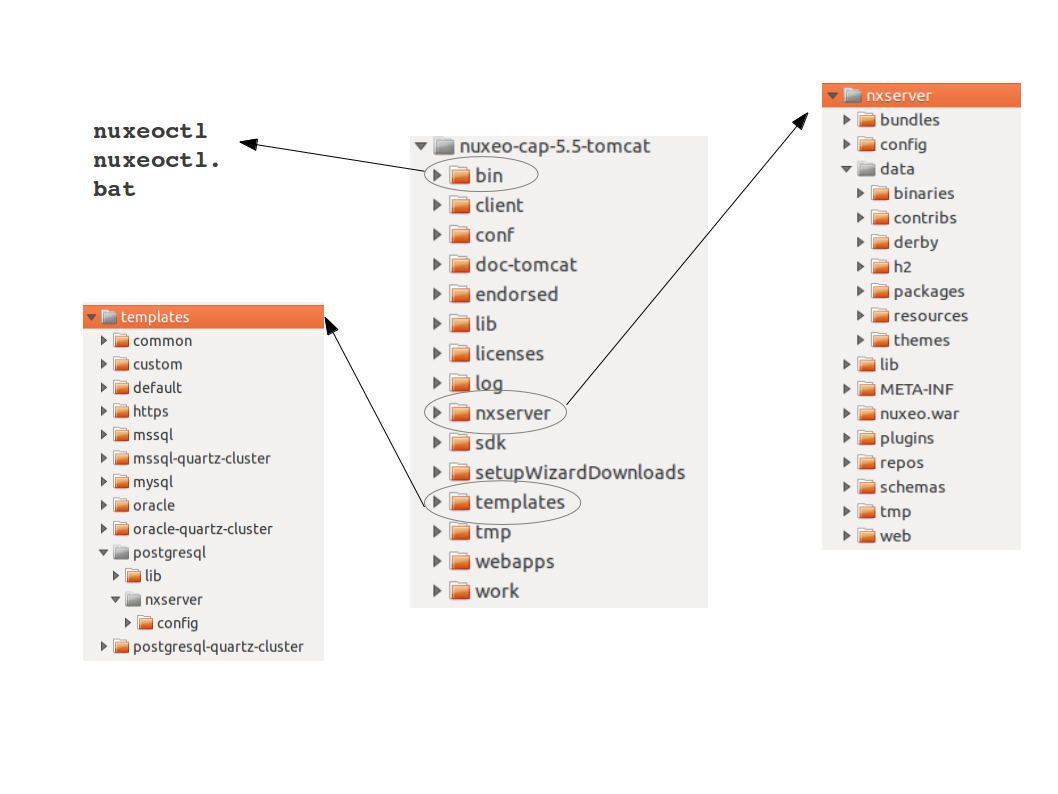 nuxeoctl
nuxeoctl.
bat
templates
common
custom
default
https
mssql
mssql-quartz-cluster
mysql
oracle
oracle-quartz-cluster
postgresql
lib
nxserver
config
postgresql-quartz-cluster
nuxeo-cap-5.5-tomcat
bin
client
conf
doc-tomcat
endorsed
lib
licenses
log
nxserver
sdk
setupWizardDownloads
templates
tmp
webapps
work
nxserver
bundles
config
data
binaries
contribs
derby
h2
packages
resources
themes
lib
META-INF
nuxeo.war
plugins
repos
schemas
tmp
web